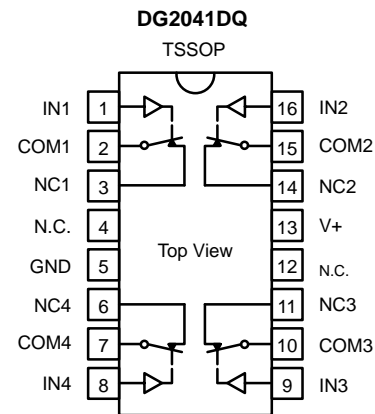 DG2041DQ
TSSOP
IN1 1 16 IN2
COM1 2 15 COM2
NC1 3 14 NC2
N.C. 4 13 V+
Top View
GND 5 12 N.C.
NC4 6 11 NC3
COM4 7 10 COM3
IN4 8 9 IN3